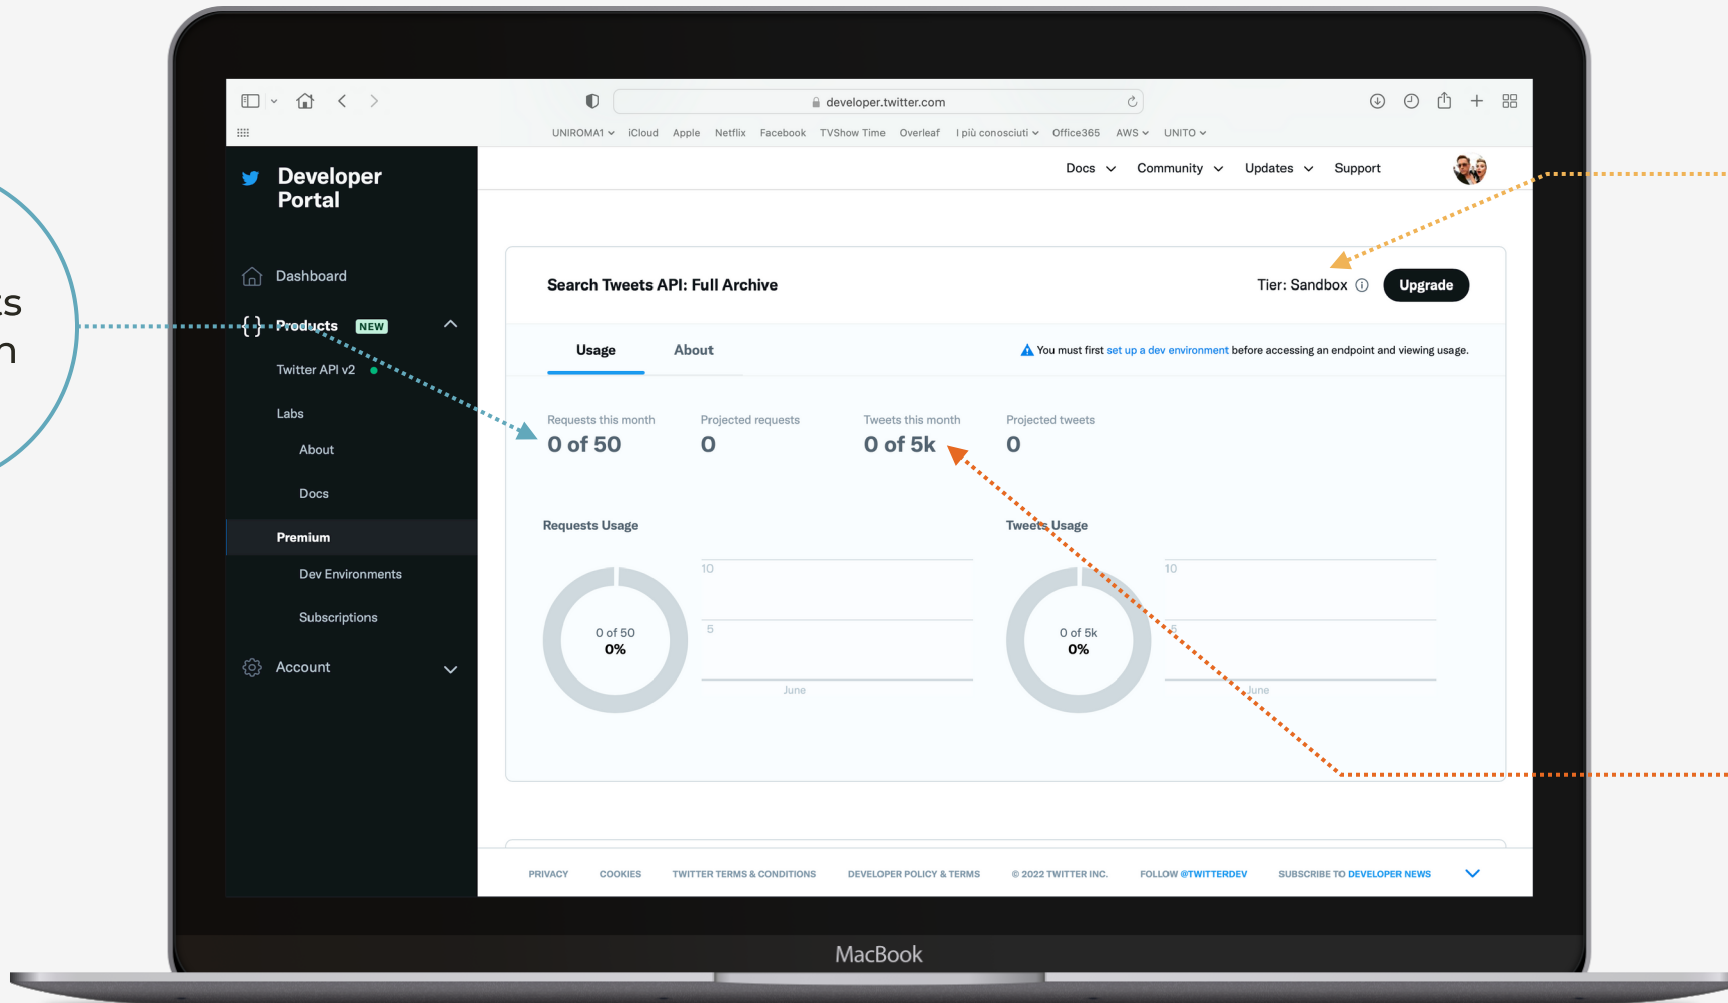 developer.twitter.com
UNIROMA1 iCloud Apple Netflix Facebook TVShow Time Overleaf I più conosciuti Office365 AWS UNITO
Developer
Portal
Docs Community Updates Support
Dashboard
Products NEW
Twitter API v2
Labs
About
Docs
Premium
Dev Environments
Subscriptions
Account
Search Tweets API: Full Archive
Tier: Sandbox
Upgrade
Usage About
You must first set up a dev environment before accessing an endpoint and viewing usage.
Requests this month Projected requests Tweets this month Projected tweets
0 of 50 0 0 of 5k 0
Requests Usage
10
5
0 of 50
0%
June
Tweets Usage
10
5
0 of 5k
0%
June
PRIVACY COOKIES TWITTER TERMS & CONDITIONS DEVELOPER POLICY & TERMS © 2022 TWITTER INC. FOLLOW @TWITTERDEV SUBSCRIBE TO DEVELOPER NEWS
MacBook